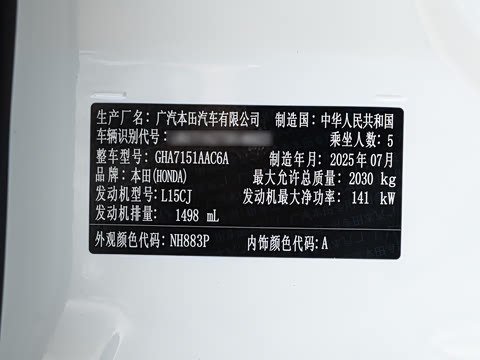 生产厂名: 广汽本田汽车有限公司 制造国: 中华人民共和国
车辆识别代号: 乘坐人数: 5
整车型号: GHA7151AAC6A 制造年月: 2025年07月
品牌: 本田(HONDA) 最大允许总质量: 2030 kg
发动机型号: L15CJ 发动机最大净功率: 141 kW
发动机排量: 1498 mL
外观颜色代码: NH883P 内饰颜色代码: A